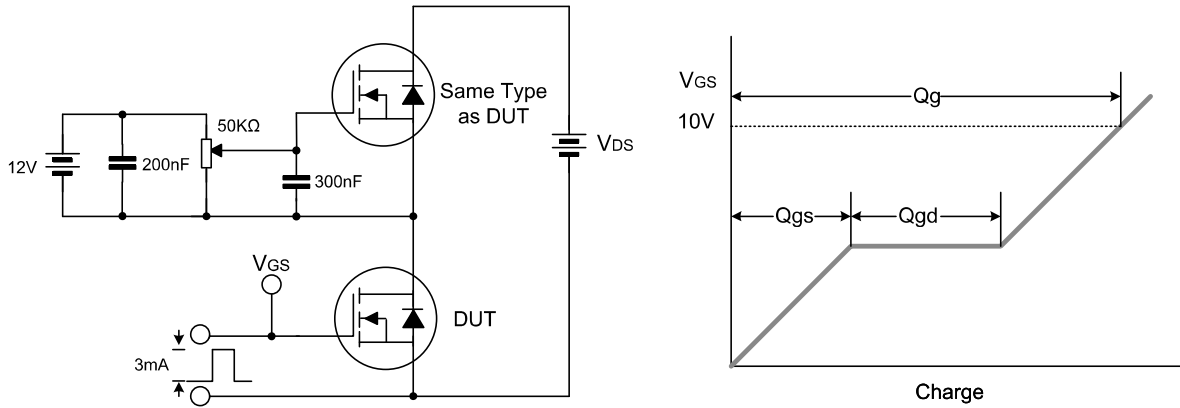 12V
200nF
50KΩ
300nF
Same Type
as DUT
VDS
VGS
3mA
DUT
VGS
10V
Qg
Qgs
Qgd
Charge